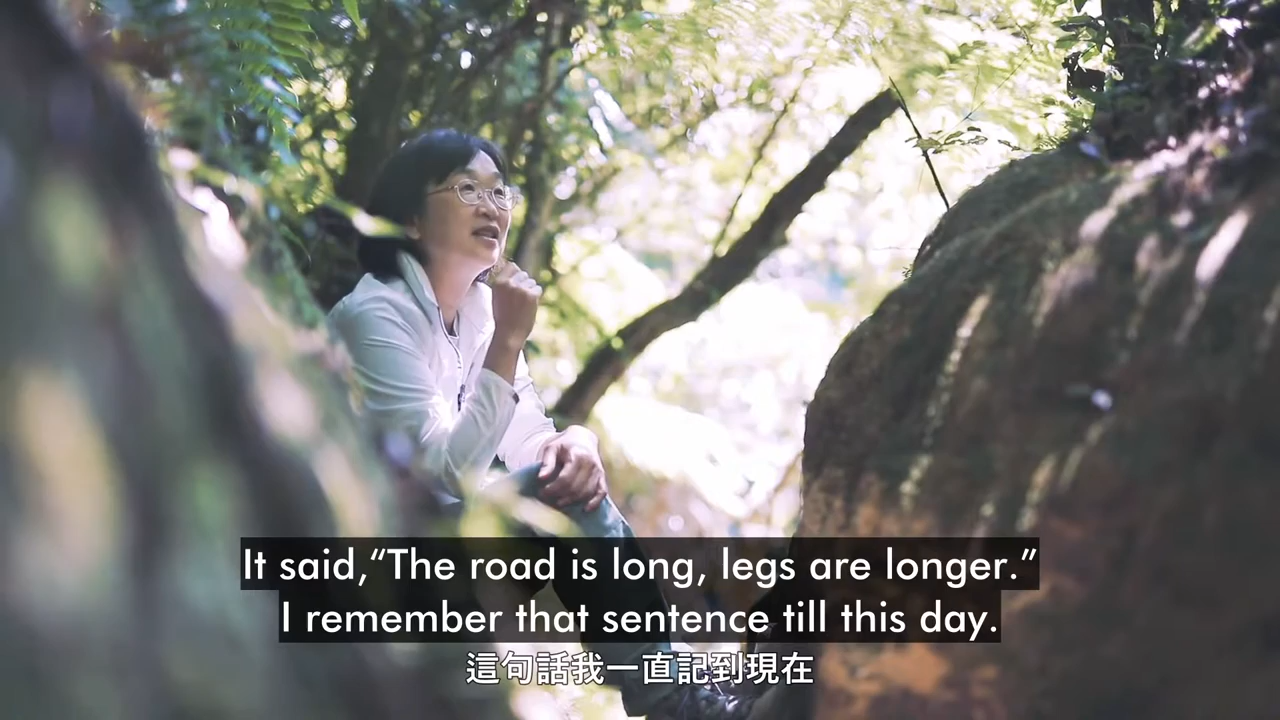 It said,“The road is long, legs are longer.”
I remember that sentence till this day.
這句話我一直記到現在